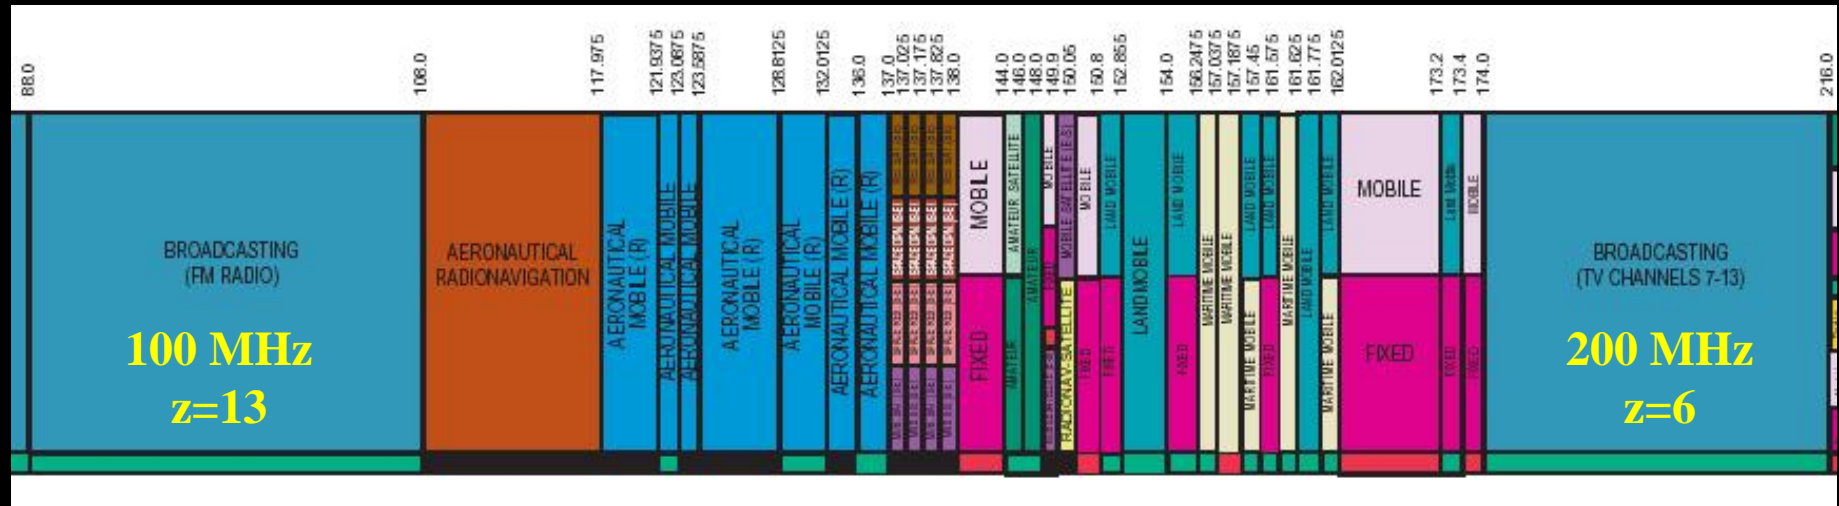 88.0
108.0
117.975
121.9375
123.0875
123.5875
128.8125
132.0125
136.0
137.0
137.025
137.175
137.825
138.0
144.0
146.0
148.0
149.9
150.05
150.8
152.855
154.0
156.2475
157.0375
157.1875
157.45
161.575
161.625
161.775
162.0125
173.2
173.4
174.0
216.0
BROADCASTING
(FM RADIO)
100 MHz
z=13
AERONAUTICAL
RADIONAVIGATION
AERONAUTICAL
MOBILE (R)
AERONAUTICAL MOBILE
AERONAUTICAL MOBILE
AERONAUTICAL
MOBILE (R)
AERONAUTICAL
MOBILE (R)
AERONAUTICAL MOBILE (R)
AERONAUTICAL MOBILE (R)
MOBILE
FIXED
AMATEUR SATELLITE
AMATEUR
AMATEUR
MOBILE
FIXED
MOBILE SATELLITE (E-S)
RADIONAV-SATELLITE
MOBILE
FIXED
LAND MOBILE
FIXED
LAND MOBILE
LAND MOBILE
FIXED
MARITIME MOBILE
MARITIME MOBILE
LAND MOBILE
MARITIME MOBILE
LAND MOBILE
FIXED
MARITIME MOBILE
LAND MOBILE
LAND MOBILE
MARITIME MOBILE
MOBILE
FIXED
Land Mobile
FIXED
MOBILE
FIXED
BROADCASTING
(TV CHANNELS 7-13)
200 MHz
z=6